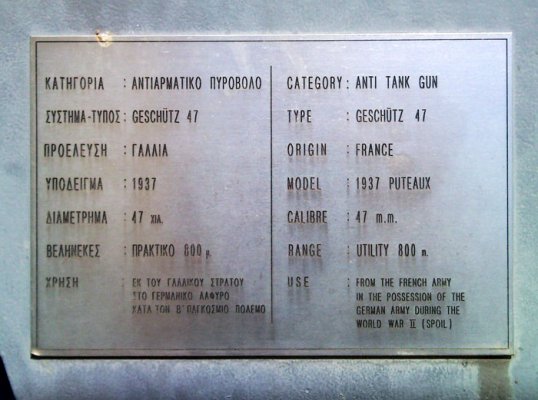 ΚΑΤΗΓΟΡΙΑ : ΑΝΤΙΑΡΜΑΤΙΚΟ ΠΥΡΟΒΟΛΟ
ΣΥΣΤΗΜΑ-ΤΥΠΟΣ: GESCHÜTZ 47
ΠΡΟΕΛΕΥΣΗ : ΓΑΛΛΙΑ
ΥΠΟΔΕΙΓΜΑ : 1937
ΔΙΑΜΕΤΡΗΜΑ : 47 ΧΙΛ.
ΒΕΛΗΝΕΚΕΣ : ΠΡΑΚΤΙΚΟ 800 μ.
ΧΡΗΣΗ : ΕΚ ΤΟΥ ΓΑΛΛΙΚΟΥ ΣΤΡΑΤΟΥ
ΣΤΟ ΓΕΡΜΑΝΙΚΟ ΛΑΦΥΡΟ
ΚΑΤΑ ΤΟΝ Β' ΠΑΓΚΟΣΜΙΟ ΠΟΛΕΜΟ
CATEGORY: ANTI TANK GUN
TYPE : GESCHÜTZ 47
ORIGIN : FRANCE
MODEL : 1937 PUTEAUX
CALIBRE : 47 m.m.
RANGE : UTILITY 800 m.
USE : FROM THE FRENCH ARMY
IN THE POSSESSION OF THE
GERMAN ARMY DURING THE
WORLD WAR II (SPOIL)